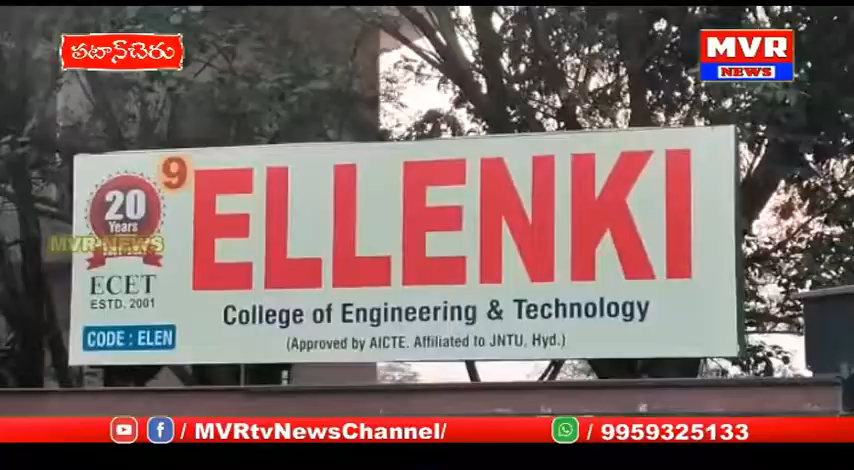 పటాన్‌చెరు
MVR
NEWS
9
ELLENKI
20
Years
MVR NEWS
ECET
ESTD. 2001
CODE : ELEN
College of Engineering & Technology
(Approved by AICTE. Affiliated to JNTU, Hyd.)
/ MVRtvNewsChannel/
/ 9959325133